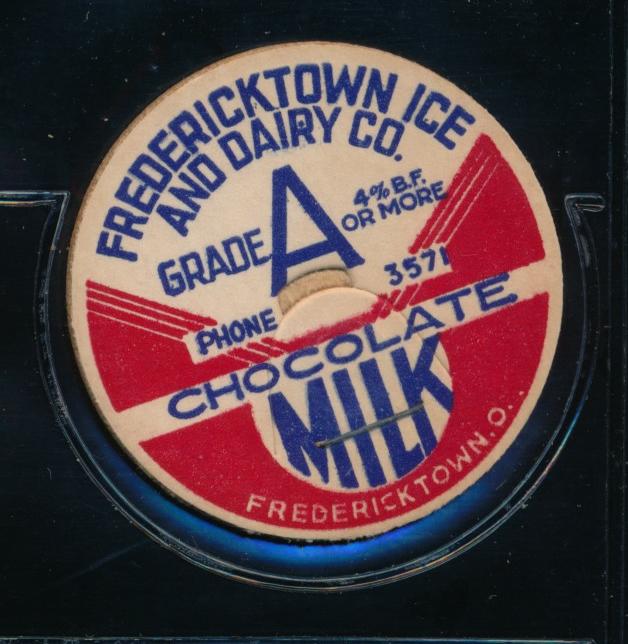 FREDERICKTOWN ICE
AND DAIRY CO.
GRADE A
4% B.F.
OR MORE
PHONE 3571
CHOCOLATE
MILK
FREDERICKTOWN, O.